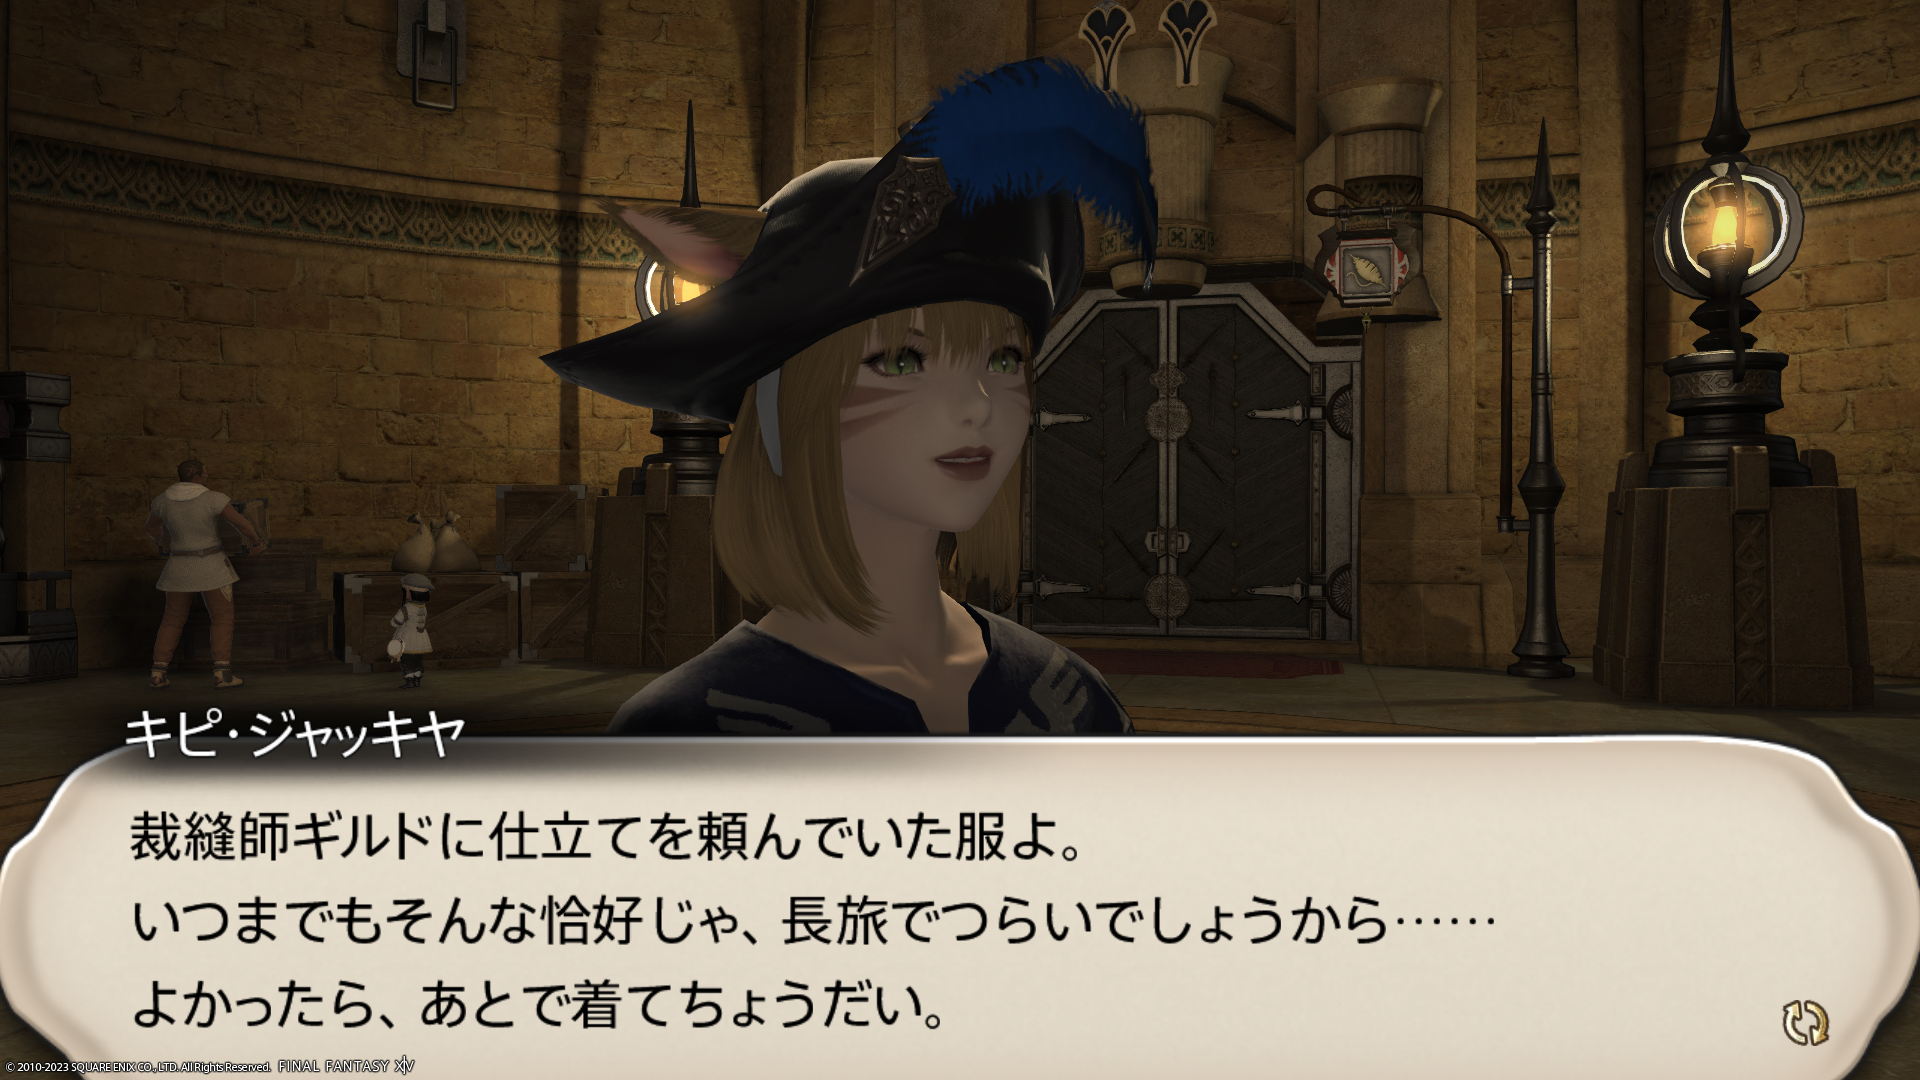 キピ・ジャッキヤ
裁縫師ギルドに仕立てを頼んでいた服よ。
いつまでもそんな恰好じゃ、長旅でつらいでしょうから……
よかったら、あとで着てちょうだい。
© 2010-2023 SQUARE ENIX CO., LTD. All Rights Reserved. FINAL FANTASY XIV